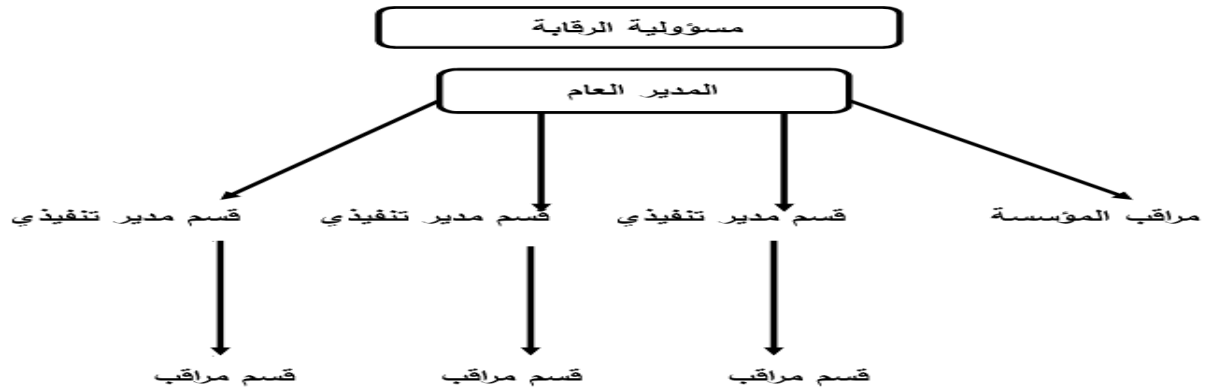 مسؤولية الرقابة
المدير العام
مراقب المؤسسة قسم مدير تنفيذي قسم مدير تنفيذي قسم مدير تنفيذي
قسم مراقب قسم مراقب قسم مراقب